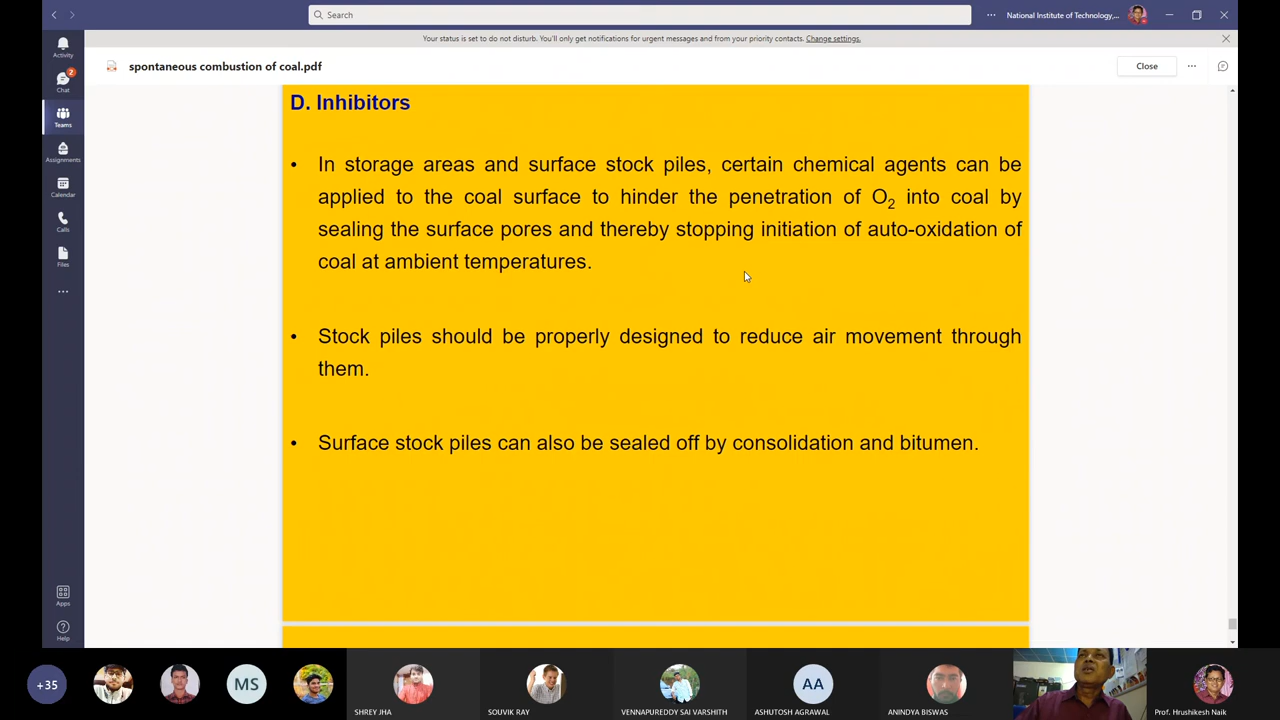 Search
National Institute of Technology,...
Your status is set to do not disturb. You'll only get notifications for urgent messages and from your priority contacts. Change settings.
Activity
2
Chat
Teams
Assignments
Calendar
Calls
Files
Apps
Help
spontaneous combustion of coal.pdf
Close
D. Inhibitors
• In storage areas and surface stock piles, certain chemical agents can be
applied to the coal surface to hinder the penetration of O2 into coal by
sealing the surface pores and thereby stopping initiation of auto-oxidation of
coal at ambient temperatures.
• Stock piles should be properly designed to reduce air movement through
them.
• Surface stock piles can also be sealed off by consolidation and bitumen.
+35
MS
SHREY JHA
SOUVIK RAY
VENNAPUREDDY SAI VARSHITH
AA
ASHUTOSH AGRAWAL
ANINDYA BISWAS
Prof. Hrushikesh Naik